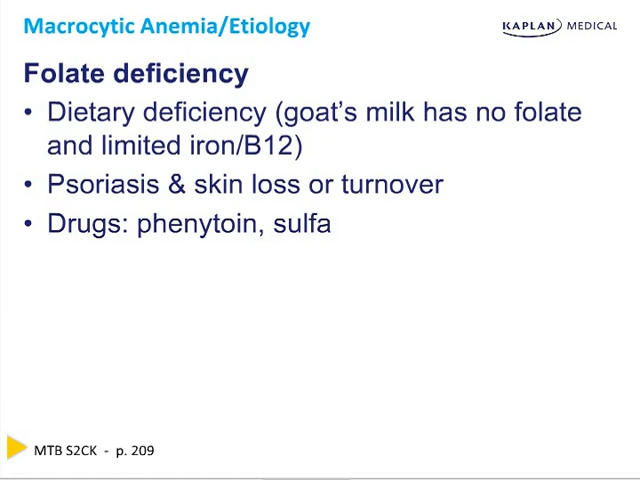 Macrocytic Anemia/Etiology
KAPLAN MEDICAL
Folate deficiency
• Dietary deficiency (goat's milk has no folate
and limited iron/B12)
• Psoriasis & skin loss or turnover
• Drugs: phenytoin, sulfa
MTB S2CK - p. 209